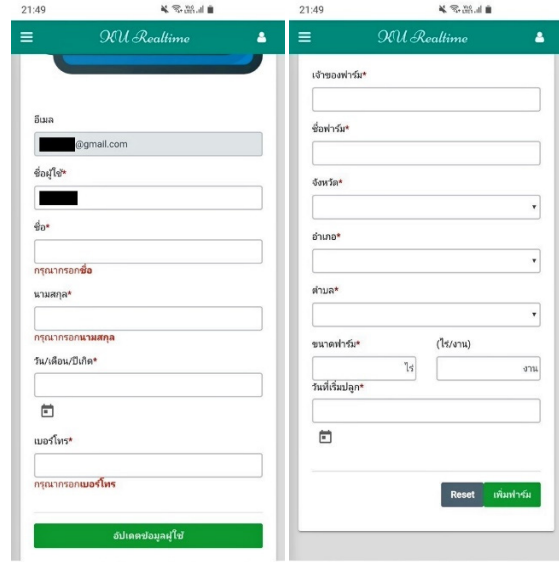 21:49
KU Realtime
อีเมล
@gmail.com
ชื่อผู้ใช้*
ชื่อ*
กรุณากรอกชื่อ
นามสกุล*
กรุณากรอกนามสกุล
วัน/เดือน/ปีเกิด*
เบอร์โทร*
กรุณากรอกเบอร์โทร
อัปเดตข้อมูลผู้ใช้
21:49
KU Realtime
เจ้าของฟาร์ม*
ชื่อฟาร์ม*
จังหวัด*
อำเภอ*
ตำบล*
ขนาดฟาร์ม* (ไร่/งาน)
ไร่ งาน
วันที่เริ่มปลูก*
Reset เพิ่มฟาร์ม